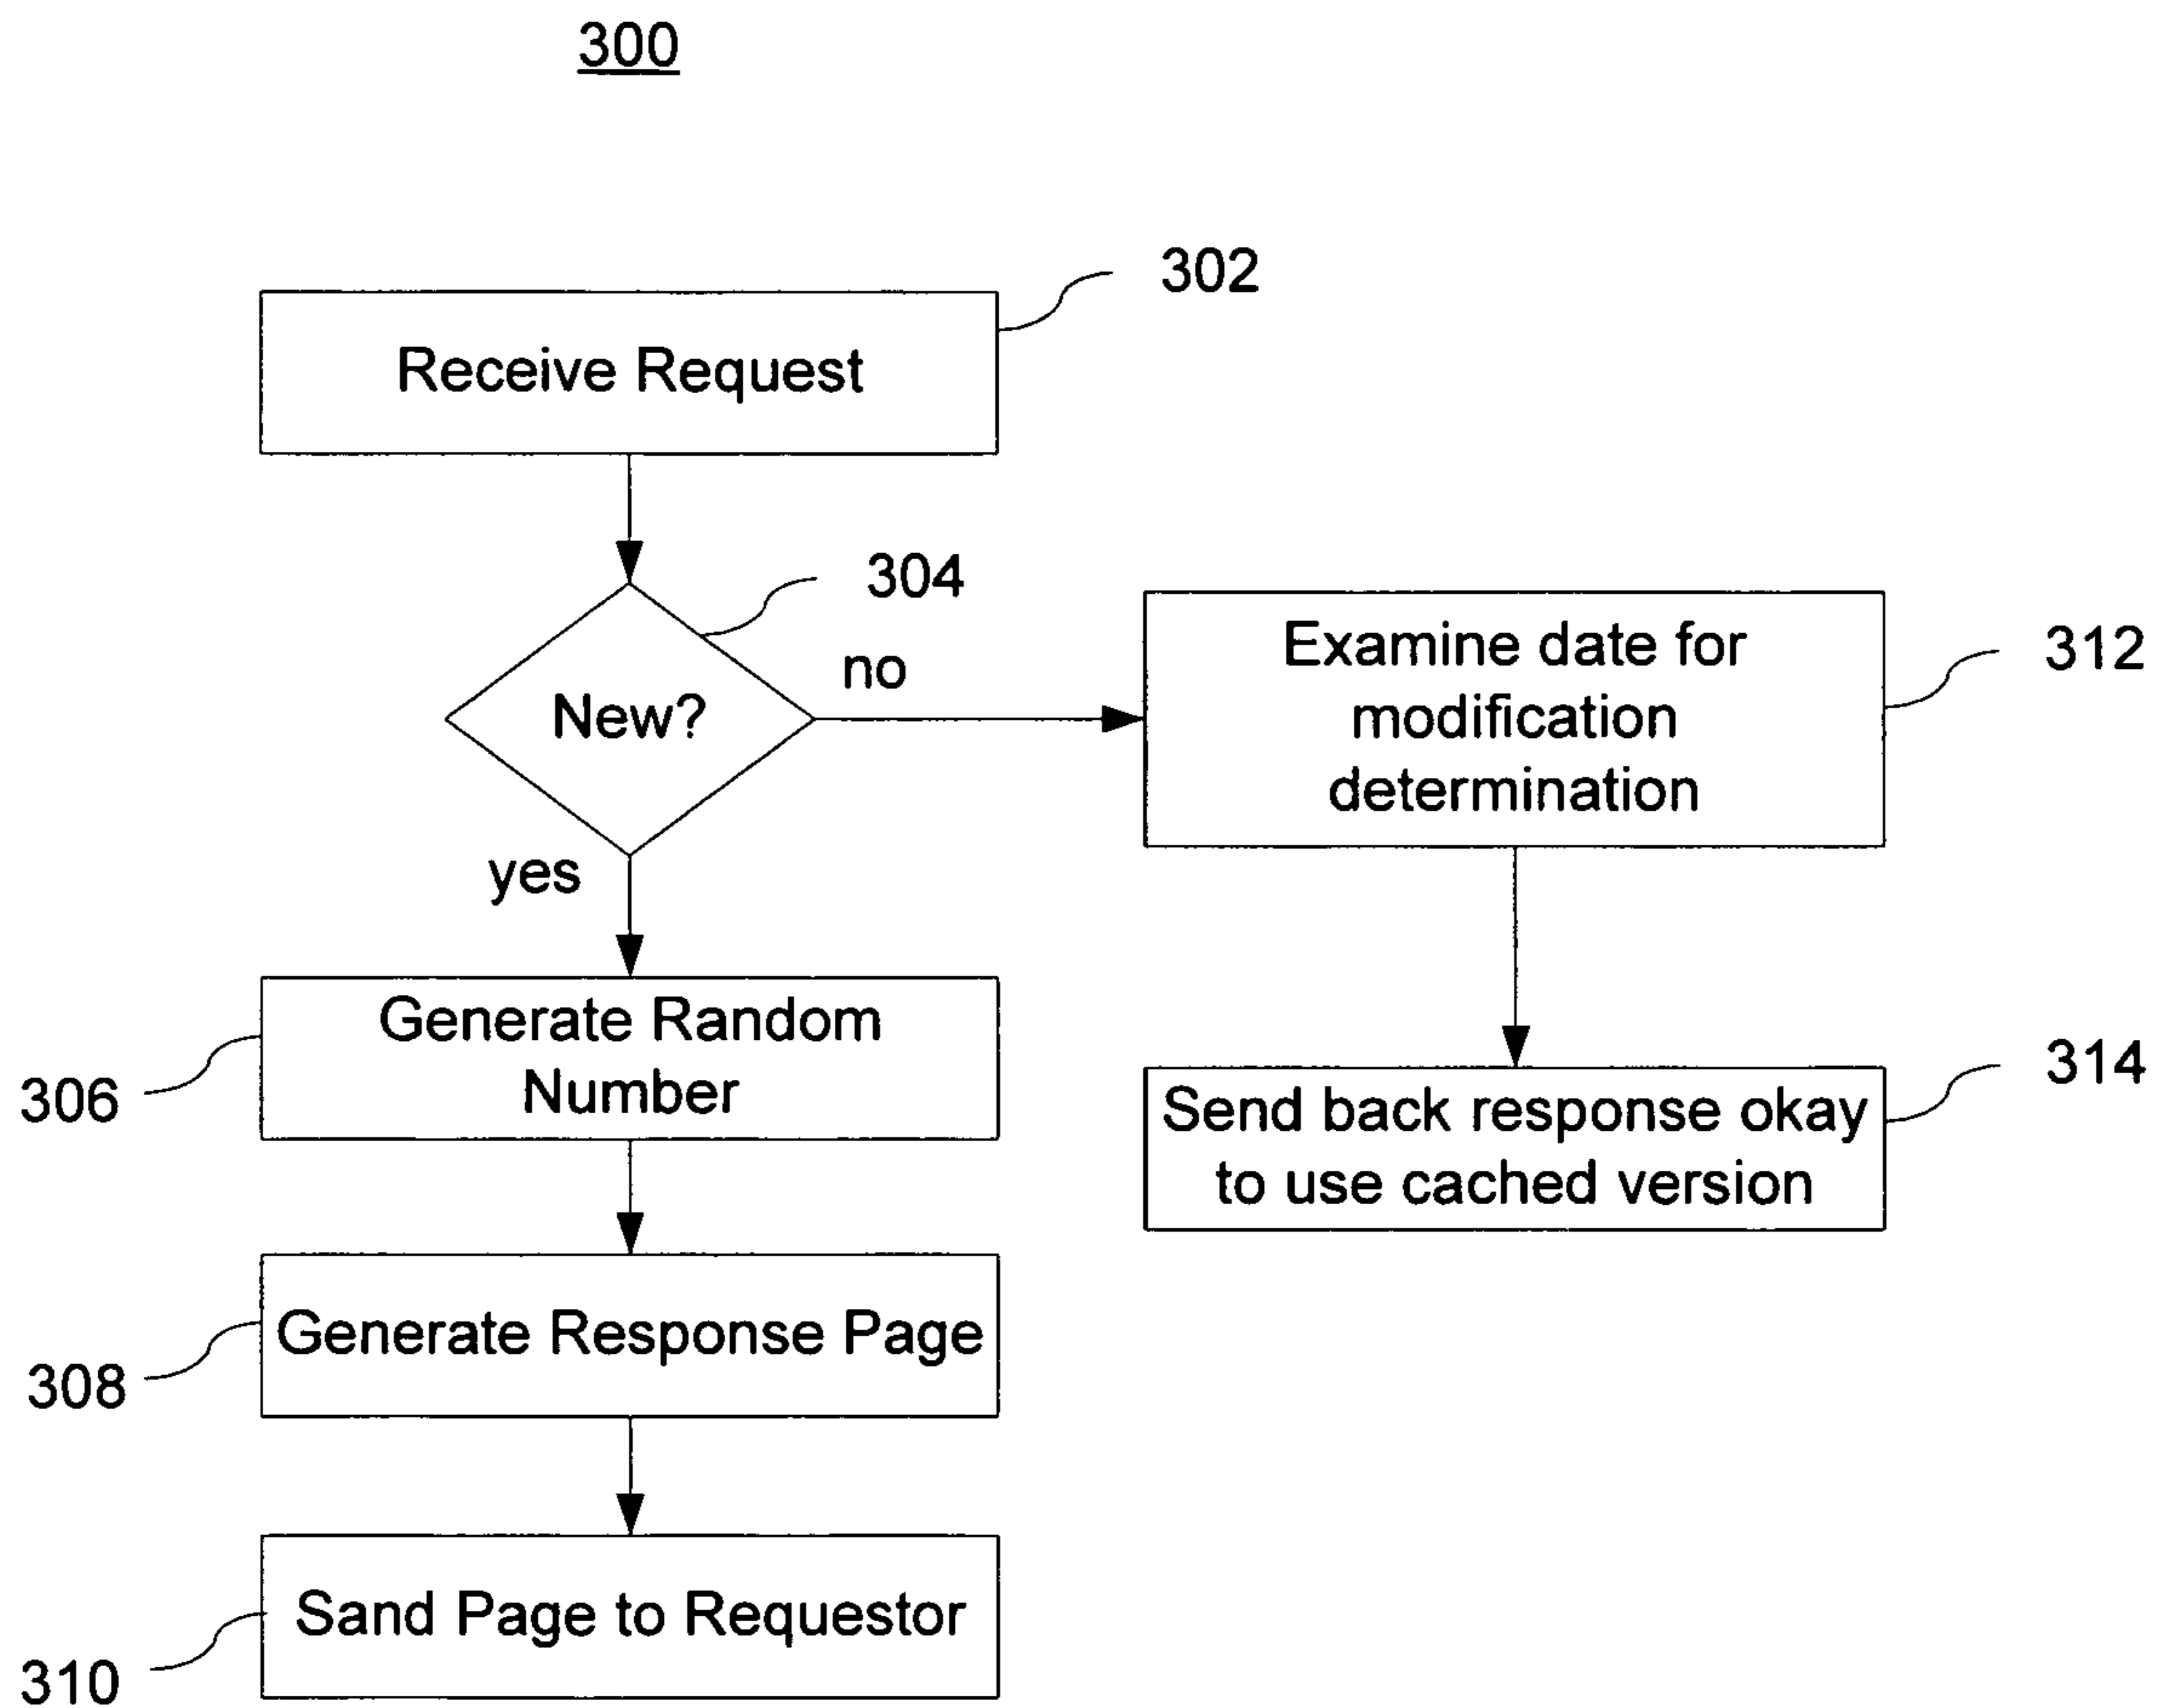 300
302
Receive Request
304
New?
no
yes
Examine date for
modification
determination
312
306
Generate Random
Number
Send back response okay
to use cached version
314
308
Generate Response Page
310
Sand Page to Requestor